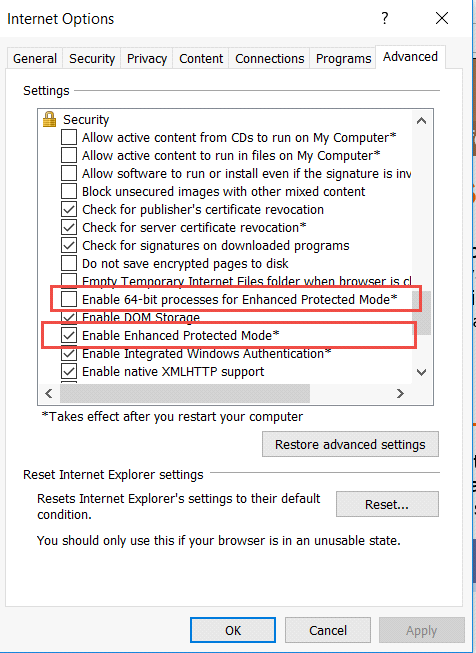 Internet Options
General Security Privacy Content Connections Programs Advanced
Settings
Security
Allow active content from CDs to run on My Computer*
Allow active content to run in files on My Computer*
Allow software to run or install even if the signature is inv
Block unsecured images with other mixed content
Check for publisher's certificate revocation
Check for server certificate revocation*
Check for signatures on downloaded programs
Do not save encrypted pages to disk
Empty Temporary Internet Files folder when browser is cl
Enable 64-bit processes for Enhanced Protected Mode*
Enable DOM Storage
Enable Enhanced Protected Mode*
Enable Integrated Windows Authentication*
Enable native XMLHTTP support
*Takes effect after you restart your computer
Restore advanced settings
Reset Internet Explorer settings
Resets Internet Explorer's settings to their default
condition.
Reset...
You should only use this if your browser is in an unusable state.
OK Cancel Apply